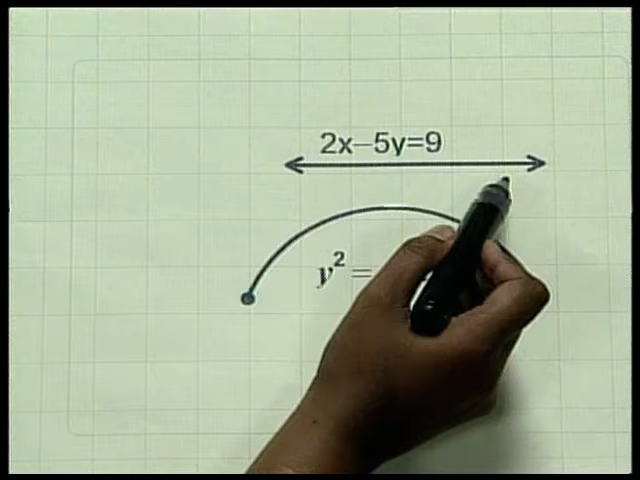 2x–5y=9
y² =